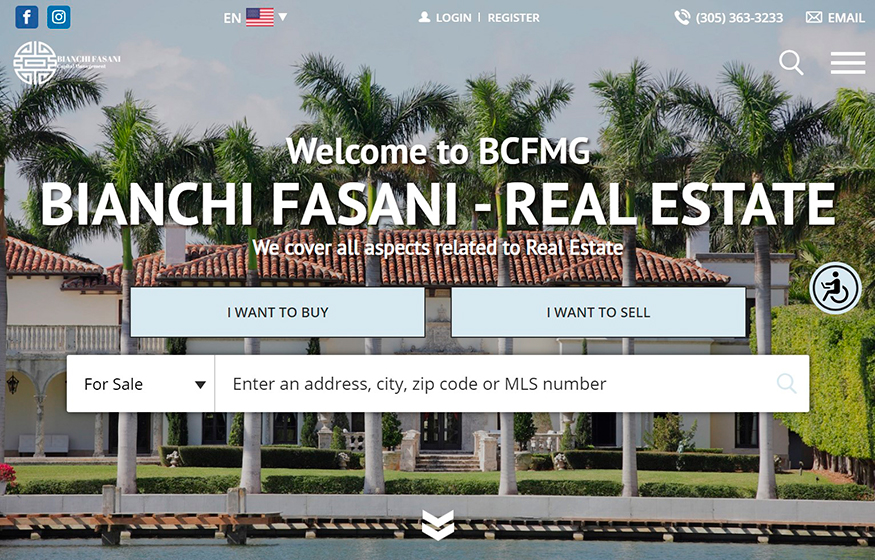 EN
LOGIN | REGISTER
(305) 363-3233
EMAIL
BIANCHI FASANI
Capital Management
Welcome to BCFMG
BIANCHI FASANI - REAL ESTATE
We cover all aspects related to Real Estate
I WANT TO BUY
I WANT TO SELL
For Sale
Enter an address, city, zip code or MLS number